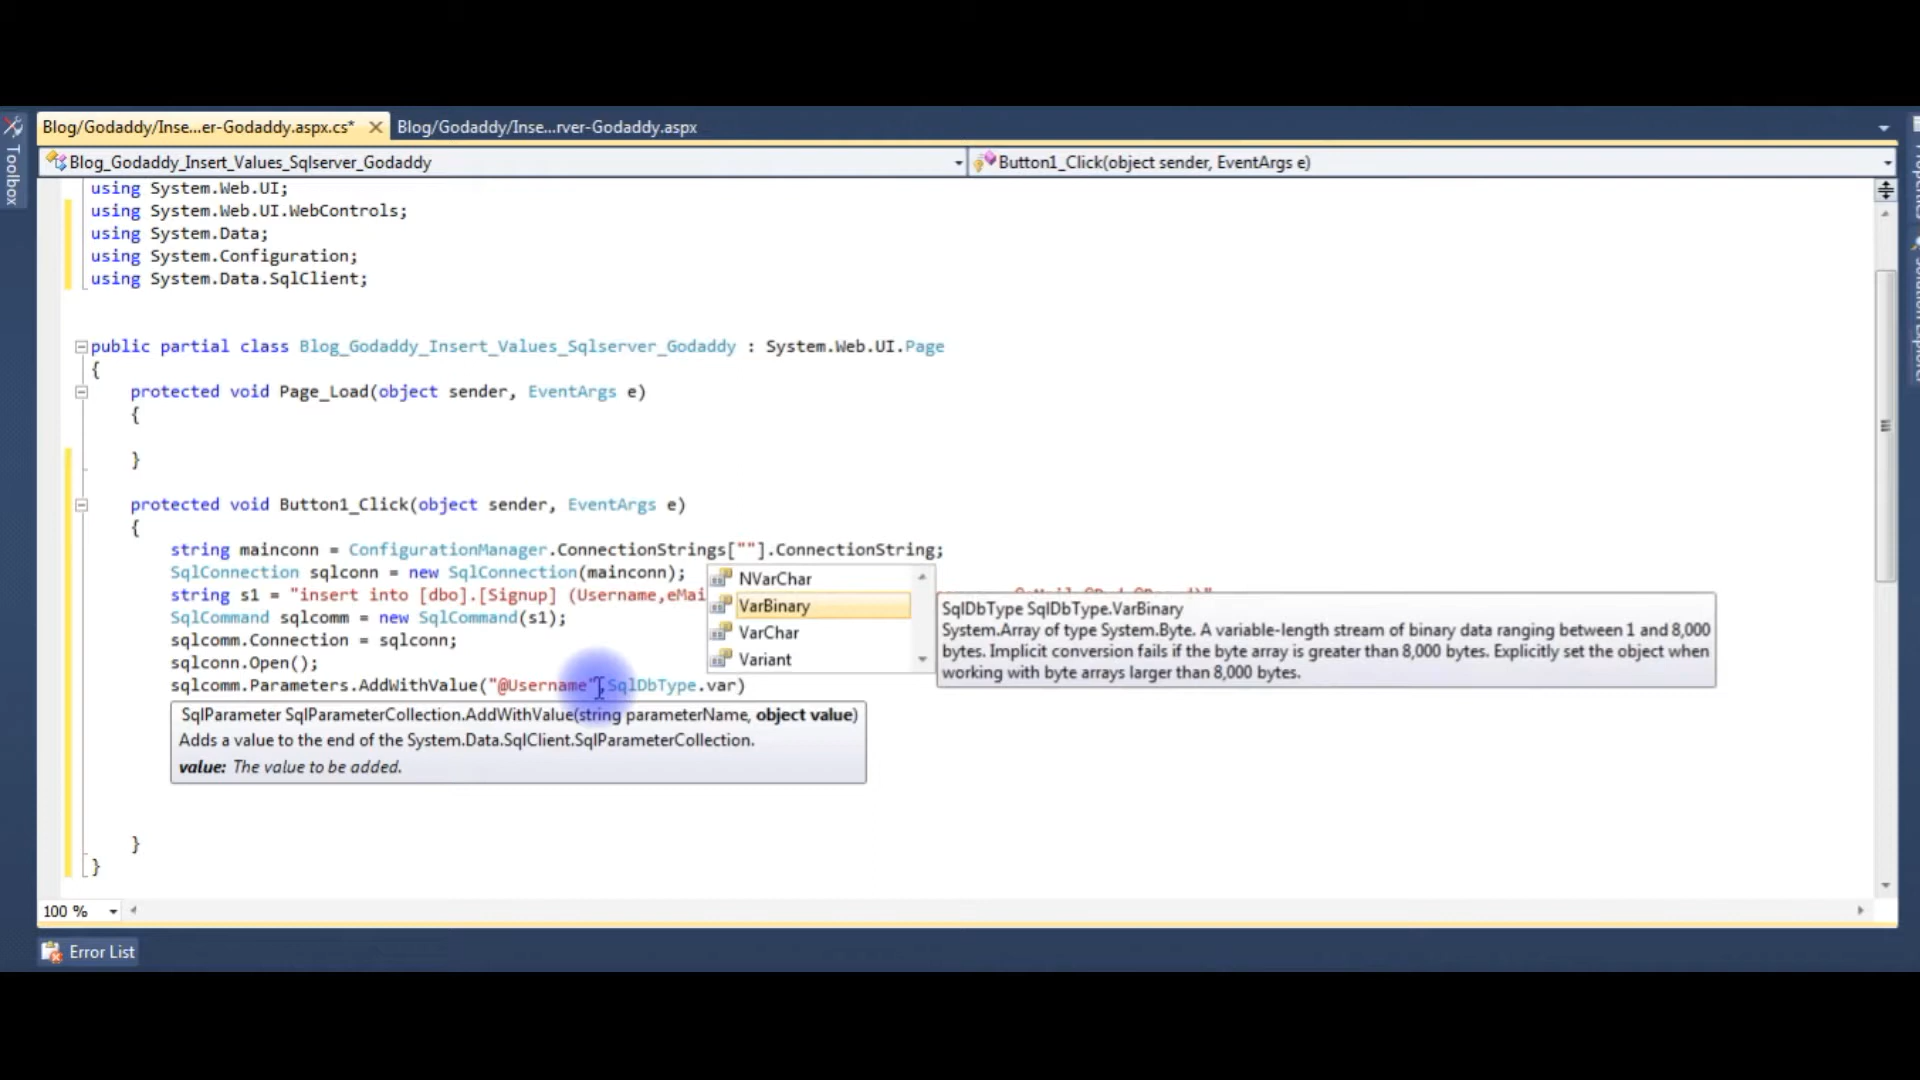 Blog/Godaddy/Inse...er-Godaddy.aspx.cs*
Blog/Godaddy/Inse...rver-Godaddy.aspx
Toolbox
Blog_Godaddy_Insert_Values_Sqlserver_Godaddy
Button1_Click(object sender, EventArgs e)
using System.Web.UI;
using System.Web.UI.WebControls;
using System.Data;
using System.Configuration;
using System.Data.SqlClient;
public partial class Blog_Godaddy_Insert_Values_Sqlserver_Godaddy : System.Web.UI.Page
{
protected void Page_Load(object sender, EventArgs e)
{
}
protected void Button1_Click(object sender, EventArgs e)
{
string mainconn = ConfigurationManager.ConnectionStrings[""].ConnectionString;
SqlConnection sqlconn = new SqlConnection(mainconn);
string s1 = "insert into [dbo].[Signup] (Username,eMai
SqlCommand sqlcomm = new SqlCommand(s1);
sqlcomm.Connection = sqlconn;
sqlconn.Open();
sqlcomm.Parameters.AddWithValue("@Username",SqlDbType.var)
NVarChar
VarBinary
VarChar
Variant
SqlDbType SqlDbType.VarBinary
System.Array of type System.Byte. A variable-length stream of binary data ranging between 1 and 8,000
bytes. Implicit conversion fails if the byte array is greater than 8,000 bytes. Explicitly set the object when
working with byte arrays larger than 8,000 bytes.
SqlParameter SqlParameterCollection.AddWithValue(string parameterName, object value)
Adds a value to the end of the System.Data.SqlClient.SqlParameterCollection.
value: The value to be added.
}
}
100 %
Error List